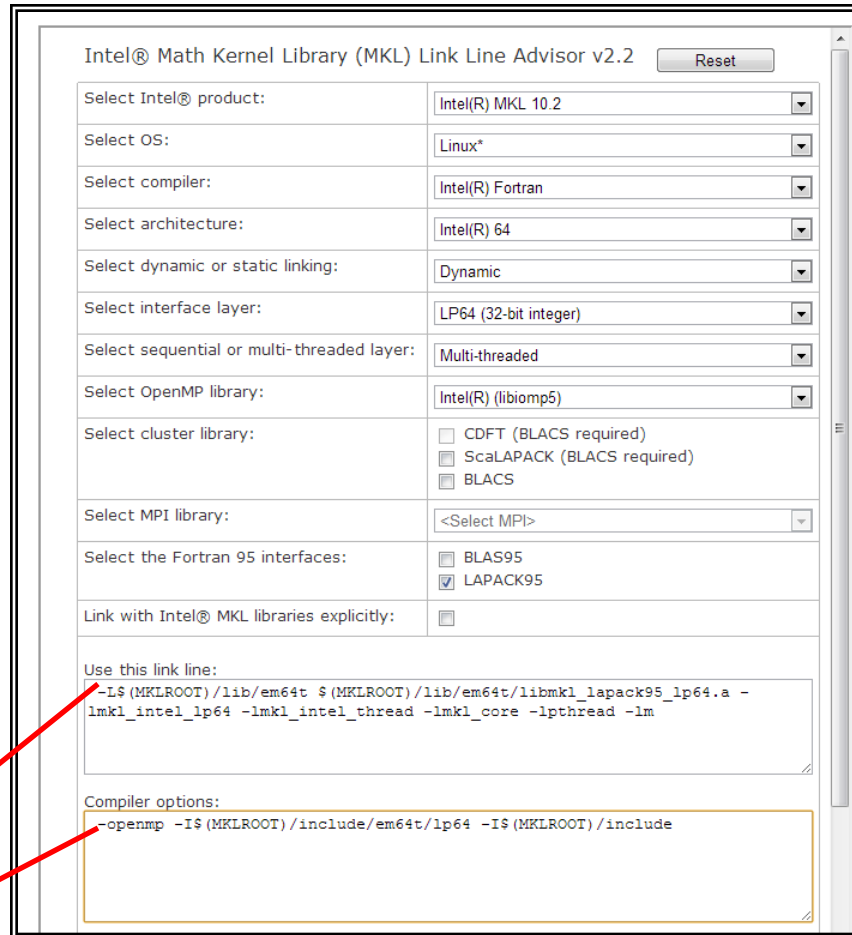 Intel® Math Kernel Library (MKL) Link Line Advisor v2.2 Reset
Select Intel® product: Intel(R) MKL 10.2
Select OS: Linux*
Select compiler: Intel(R) Fortran
Select architecture: Intel(R) 64
Select dynamic or static linking: Dynamic
Select interface layer: LP64 (32-bit integer)
Select sequential or multi-threaded layer: Multi-threaded
Select OpenMP library: Intel(R) (libiomp5)
Select cluster library: CDFT (BLACS required)
ScaLAPACK (BLACS required)
BLACS
Select MPI library: <Select MPI>
Select the Fortran 95 interfaces: BLAS95
LAPACK95
Link with Intel® MKL libraries explicitly:
Use this link line:
-L$(MKLROOT)/lib/em64t $(MKLROOT)/lib/em64t/libmkl_lapack95_lp64.a -
lmkl_intel_lp64 -lmkl_intel_thread -lmkl_core -lpthread -lm
Compiler options:
-openmp -I$(MKLROOT)/include/em64t/lp64 -I$(MKLROOT)/include